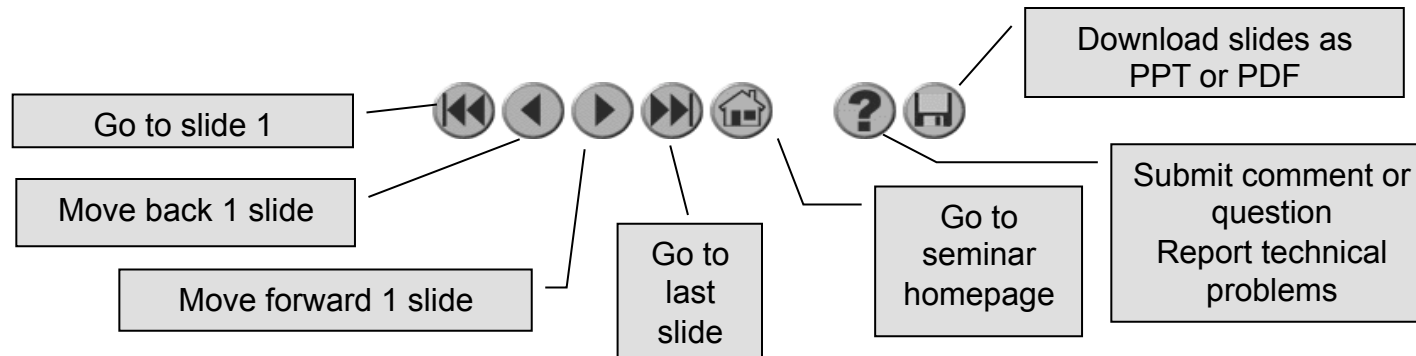 Download slides as
PPT or PDF
Go to slide 1
?
Submit comment or
question
Report technical
problems
Move back 1 slide
Go to
seminar
homepage
Go to
last
slide
Move forward 1 slide